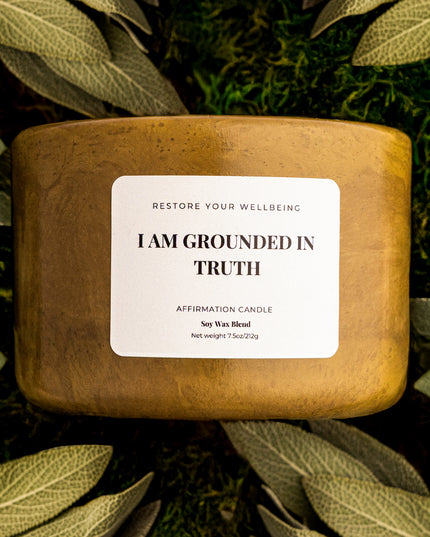 RESTORE YOUR WELLBEING
I AM GROUNDED IN
TRUTH
AFFIRMATION CANDLE
Soy Wax Blend
Net weight 7.5oz/212g